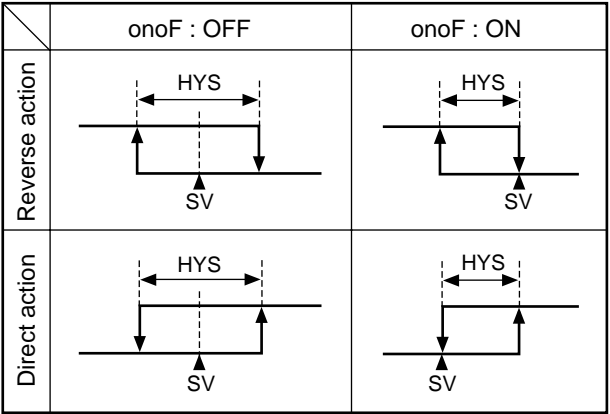 onoF : OFF
onoF : ON
Reverse action
HYS
SV
HYS
SV
Direct action
HYS
SV
HYS
SV